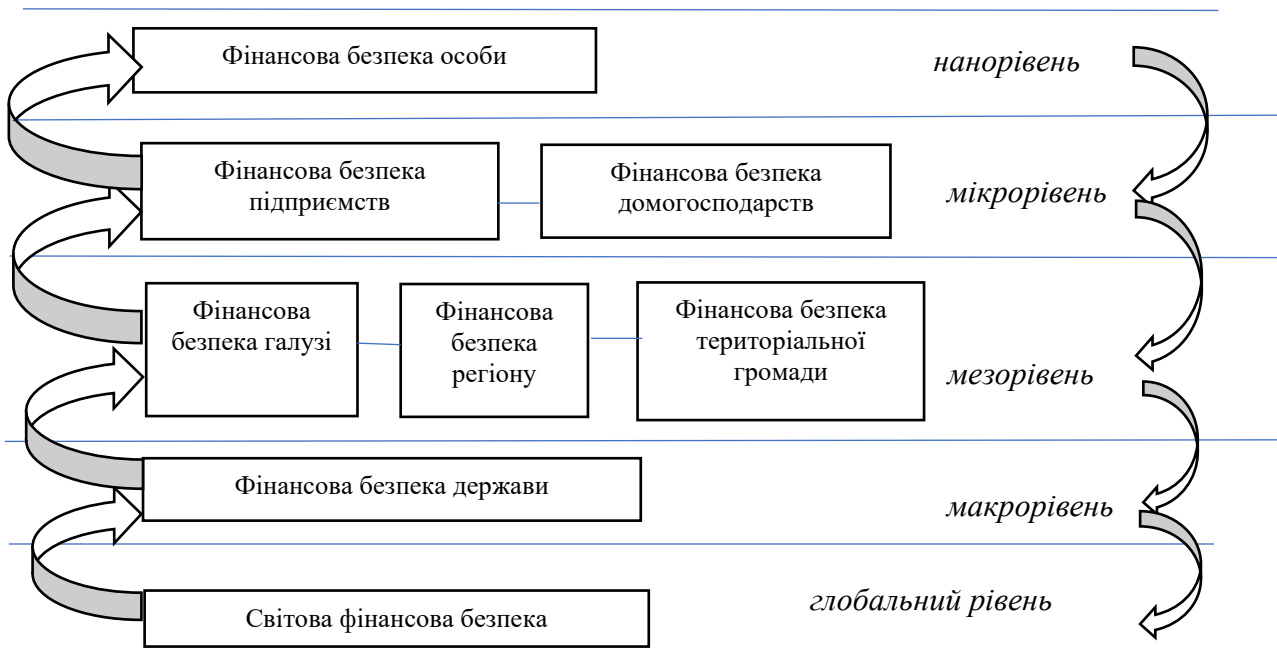 Фінансова безпека особи
нанорівень
Фінансова безпека
підприємств
Фінансова безпека
домогосподарств
мікрорівень
Фінансова
безпека галузі
Фінансова
безпека
регіону
Фінансова безпека
територіальної
громади
мезорівень
Фінансова безпека держави
макрорівень
Світова фінансова безпека
глобальний рівень